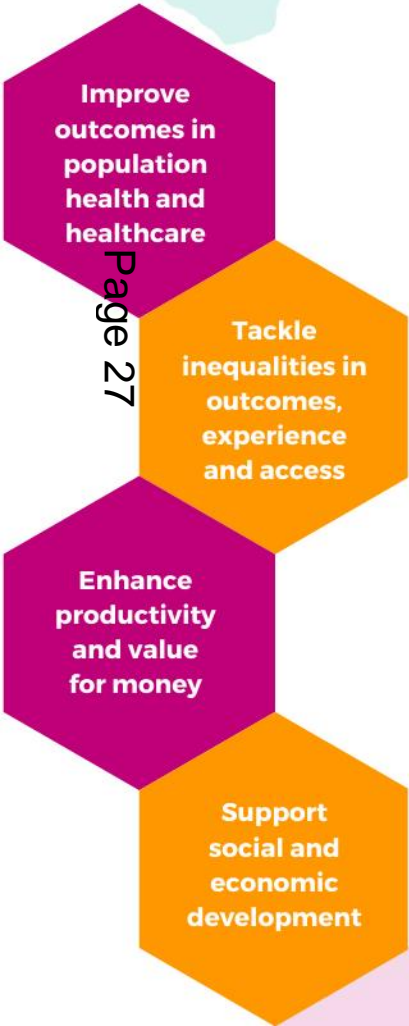 Improve
outcomes in
population
health and
healthcare
Page 27
Tackle
inequalities in
outcomes,
experience
and access
Enhance
productivity
and value
for money
Support
social and
economic
development